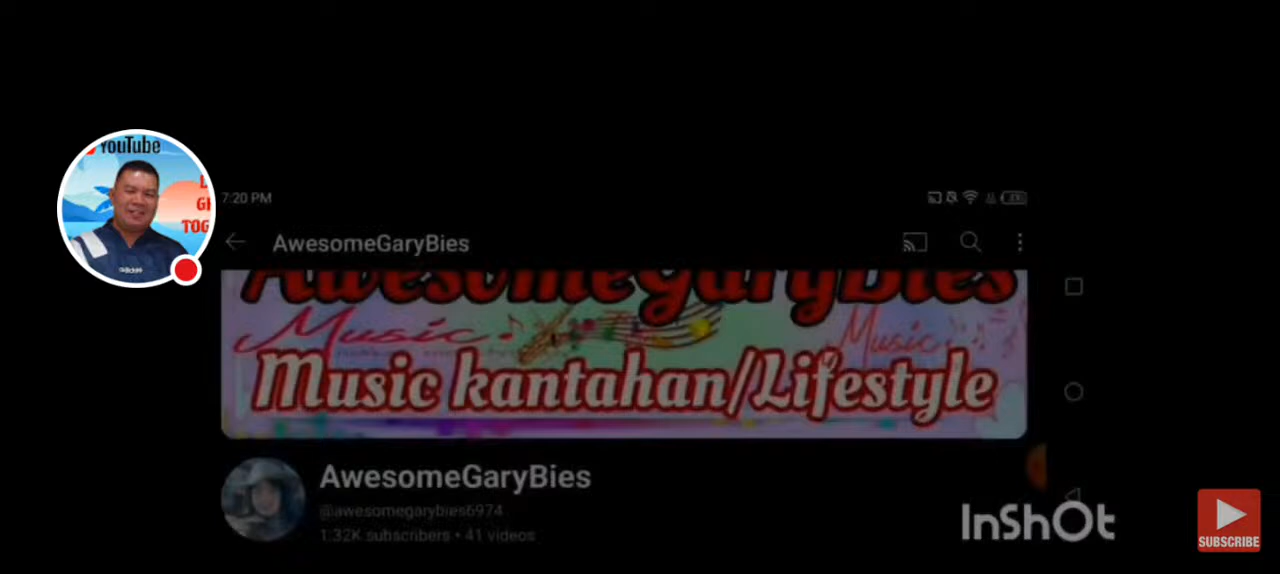 YouTube
7:20 PM
AwesomeGaryBies
AwesomeGaryBies
Music
Music
Music kantahan/Lifestyle
AwesomeGaryBies
@awesomegarybies6974
1.32K subscribers • 41 videos
adidas
InShOt
SUBSCRIBE